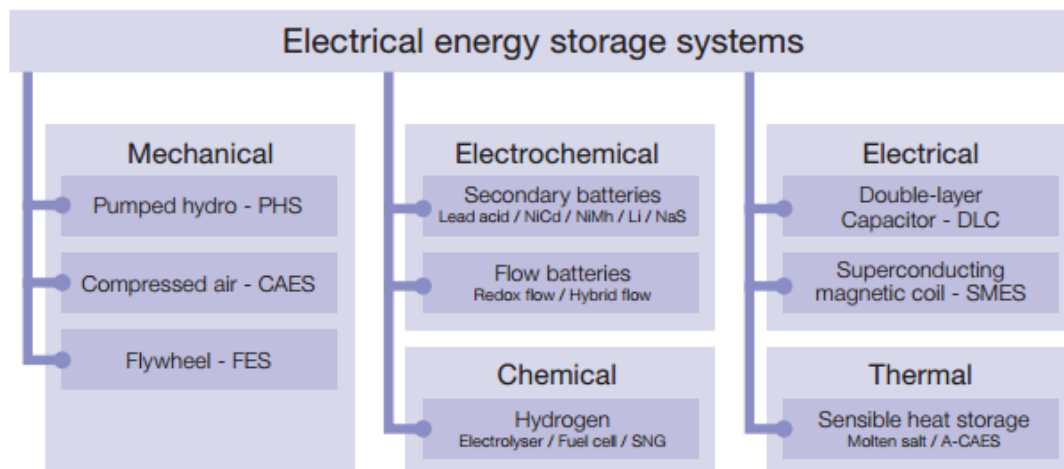 Electrical energy storage systems
Mechanical
Pumped hydro - PHS
Compressed air - CAES
Flywheel - FES
Electrochemical
Secondary batteries
Lead acid / NiCd / NiMh / Li / NaS
Flow batteries
Redox flow / Hybrid flow
Chemical
Hydrogen
Electrolyser / Fuel cell / SNG
Electrical
Double-layer
Capacitor - DLC
Superconducting
magnetic coil - SMES
Thermal
Sensible heat storage
Molten salt / A-CAES